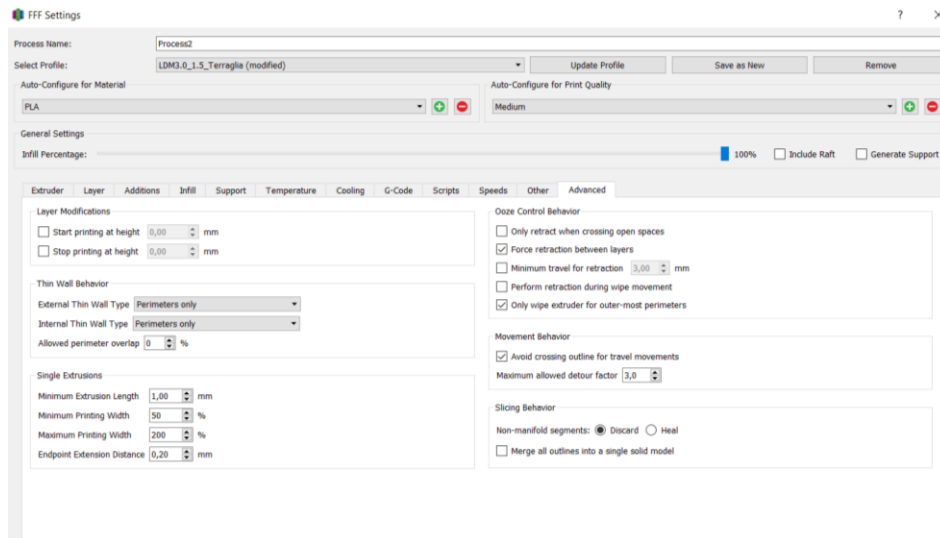 FFF Settings ? ×
Process Name: Process2
Select Profile: LDM3.0_1.5_Terraglia (modified) Update Profile Save as New Remove
Auto-Configure for Material
PLA
Auto-Configure for Print Quality
Medium
General Settings
Infill Percentage: 100% Include Raft Generate Support
Extruder Layer Additions Infill Support Temperature Cooling G-Code Scripts Speeds Other Advanced
Layer Modifications
Start printing at height 0,00 mm
Stop printing at height 0,00 mm
Thin Wall Behavior
External Thin Wall Type Perimeters only
Internal Thin Wall Type Perimeters only
Allowed perimeter overlap 0 %
Single Extrusions
Minimum Extrusion Length 1,00 mm
Minimum Printing Width 50 %
Maximum Printing Width 200 %
Endpoint Extension Distance 0,20 mm
Ooze Control Behavior
Only retract when crossing open spaces
Force retraction between layers
Minimum travel for retraction 3,00 mm
Perform retraction during wipe movement
Only wipe extruder for outer-most perimeters
Movement Behavior
Avoid crossing outline for travel movements
Maximum allowed detour factor 3,0
Slicing Behavior
Non-manifold segments: Discard Heal
Merge all outlines into a single solid model